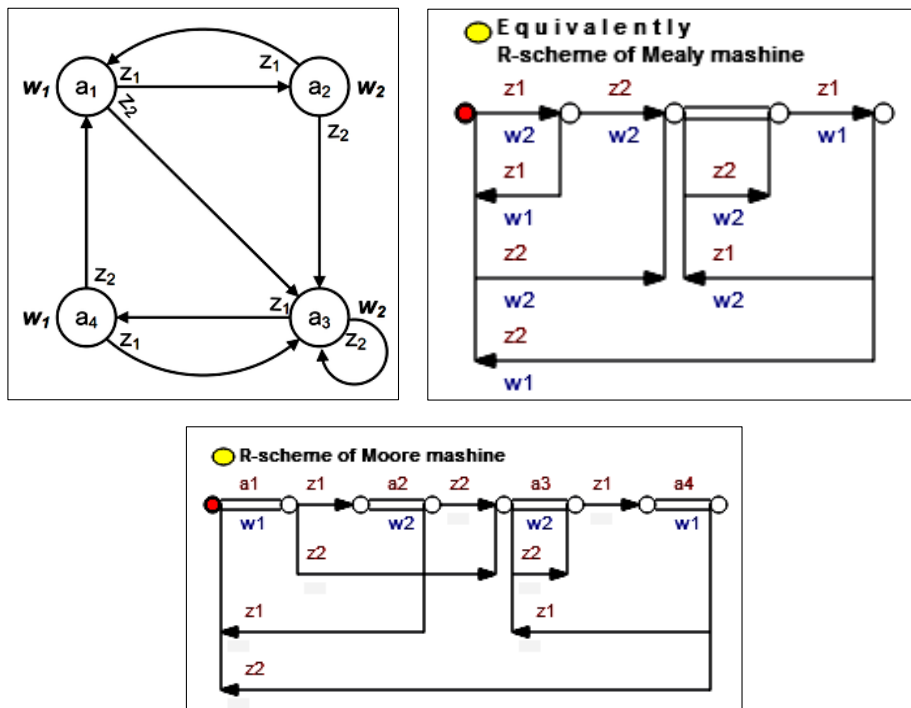 z₁
w₁ a₁ z₁ a₂ w₂
z₂ z₂
z₂ z₁ w₂
w₁ a₄ a₃
z₁ z₂
E q u i v a l e n t l y
R-scheme of Mealy mashine
z1 z2 z1
w2 w2 w1
z1 z2
w1 w2
z2 z1
w2 w2
z2
w1
R-scheme of Moore mashine
a1 z1 a2 z2 a3 z1 a4
w1 w2 w2 w1
z2 z2
z1 z1
z2